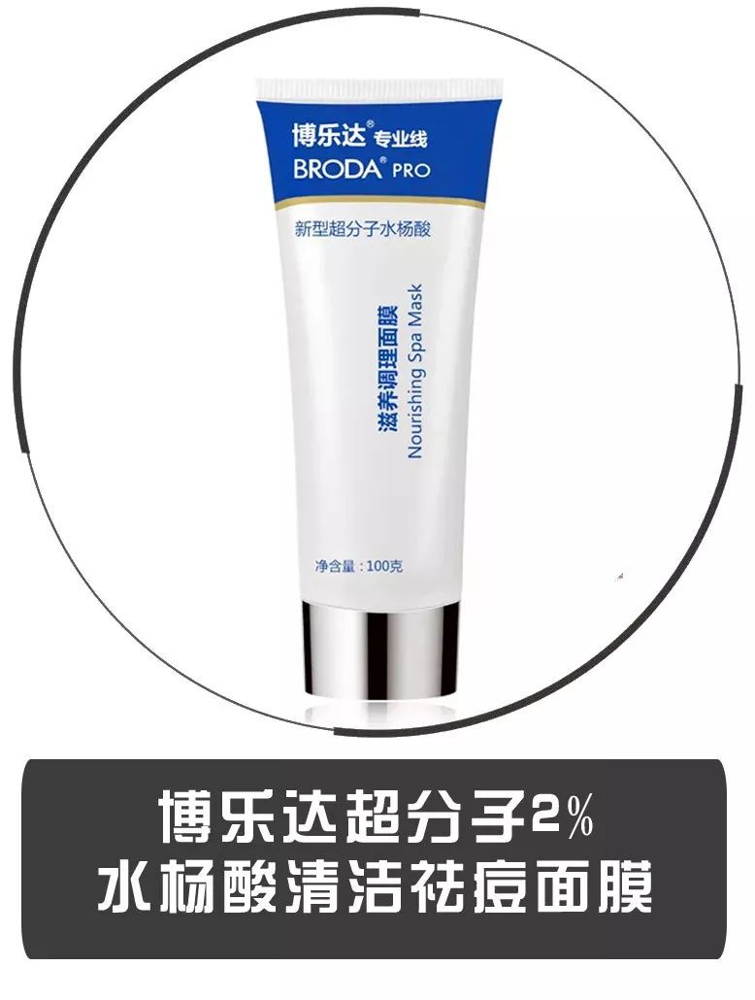 博乐达® 专业线
BRODA® PRO
新型超分子水杨酸
滋养调理面膜
Nourishing Spa Mask
净含量：100克
博乐达超分子2%
水杨酸清洁祛痘面膜